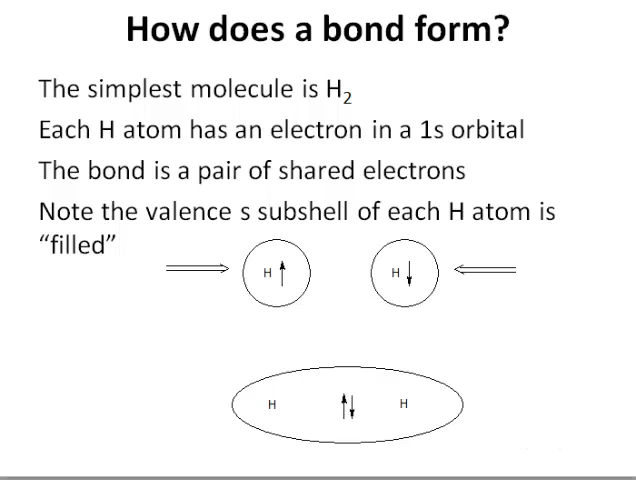 How does a bond form?
The simplest molecule is H₂
Each H atom has an electron in a 1s orbital
The bond is a pair of shared electrons
Note the valence s subshell of each H atom is
“filled”
H H
H H